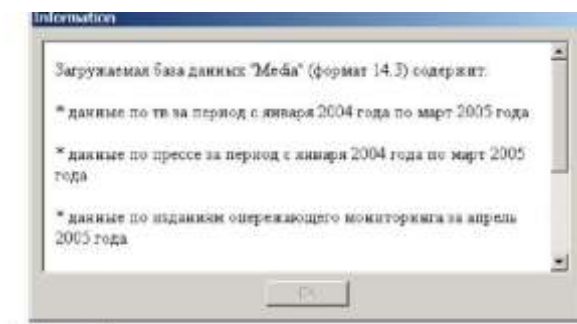 Information
Загружаемая база данных "Media" (формат 14.3) содержит:
* данные по тв за период с января 2004 года по март 2005 года
* данные по прессе за период с января 2004 года по март 2005
года
* данные по изданиям опережающего мониторинга за апрель
2005 года